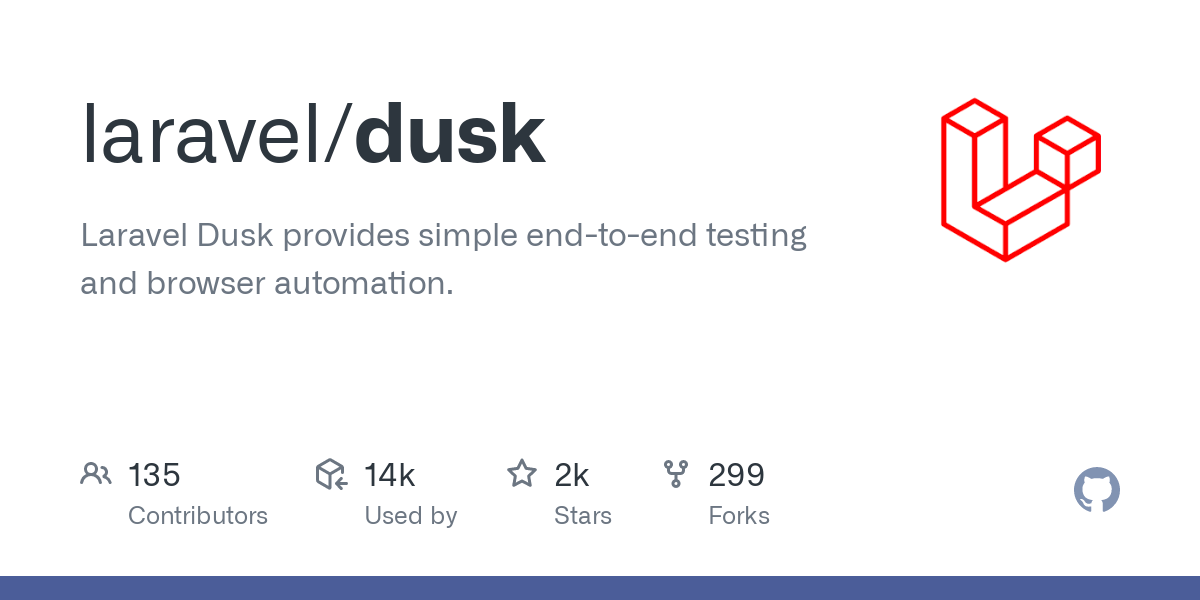 laravel/dusk
Laravel Dusk provides simple end-to-end testing
and browser automation.
135
Contributors
14k
Used by
2k
Stars
299
Forks